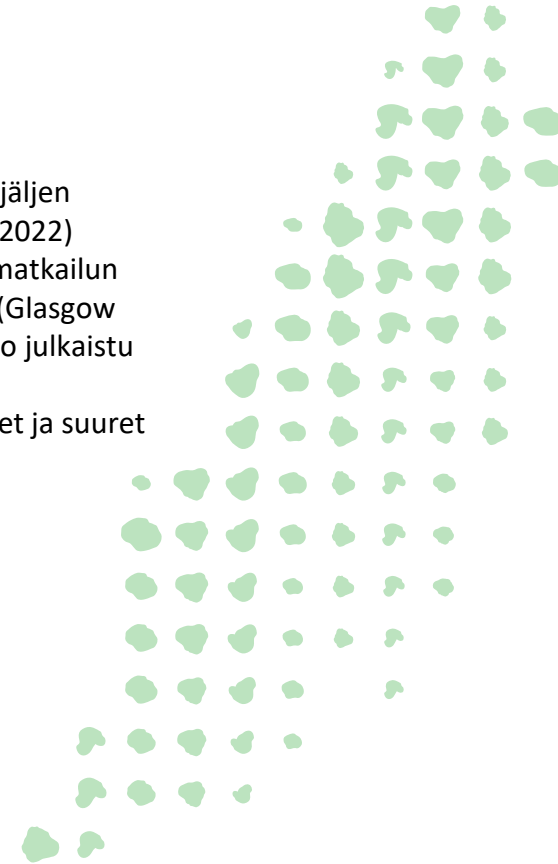 jäljen
2022)
matkailun
(Glasgow
o julkaistu
et ja suuret